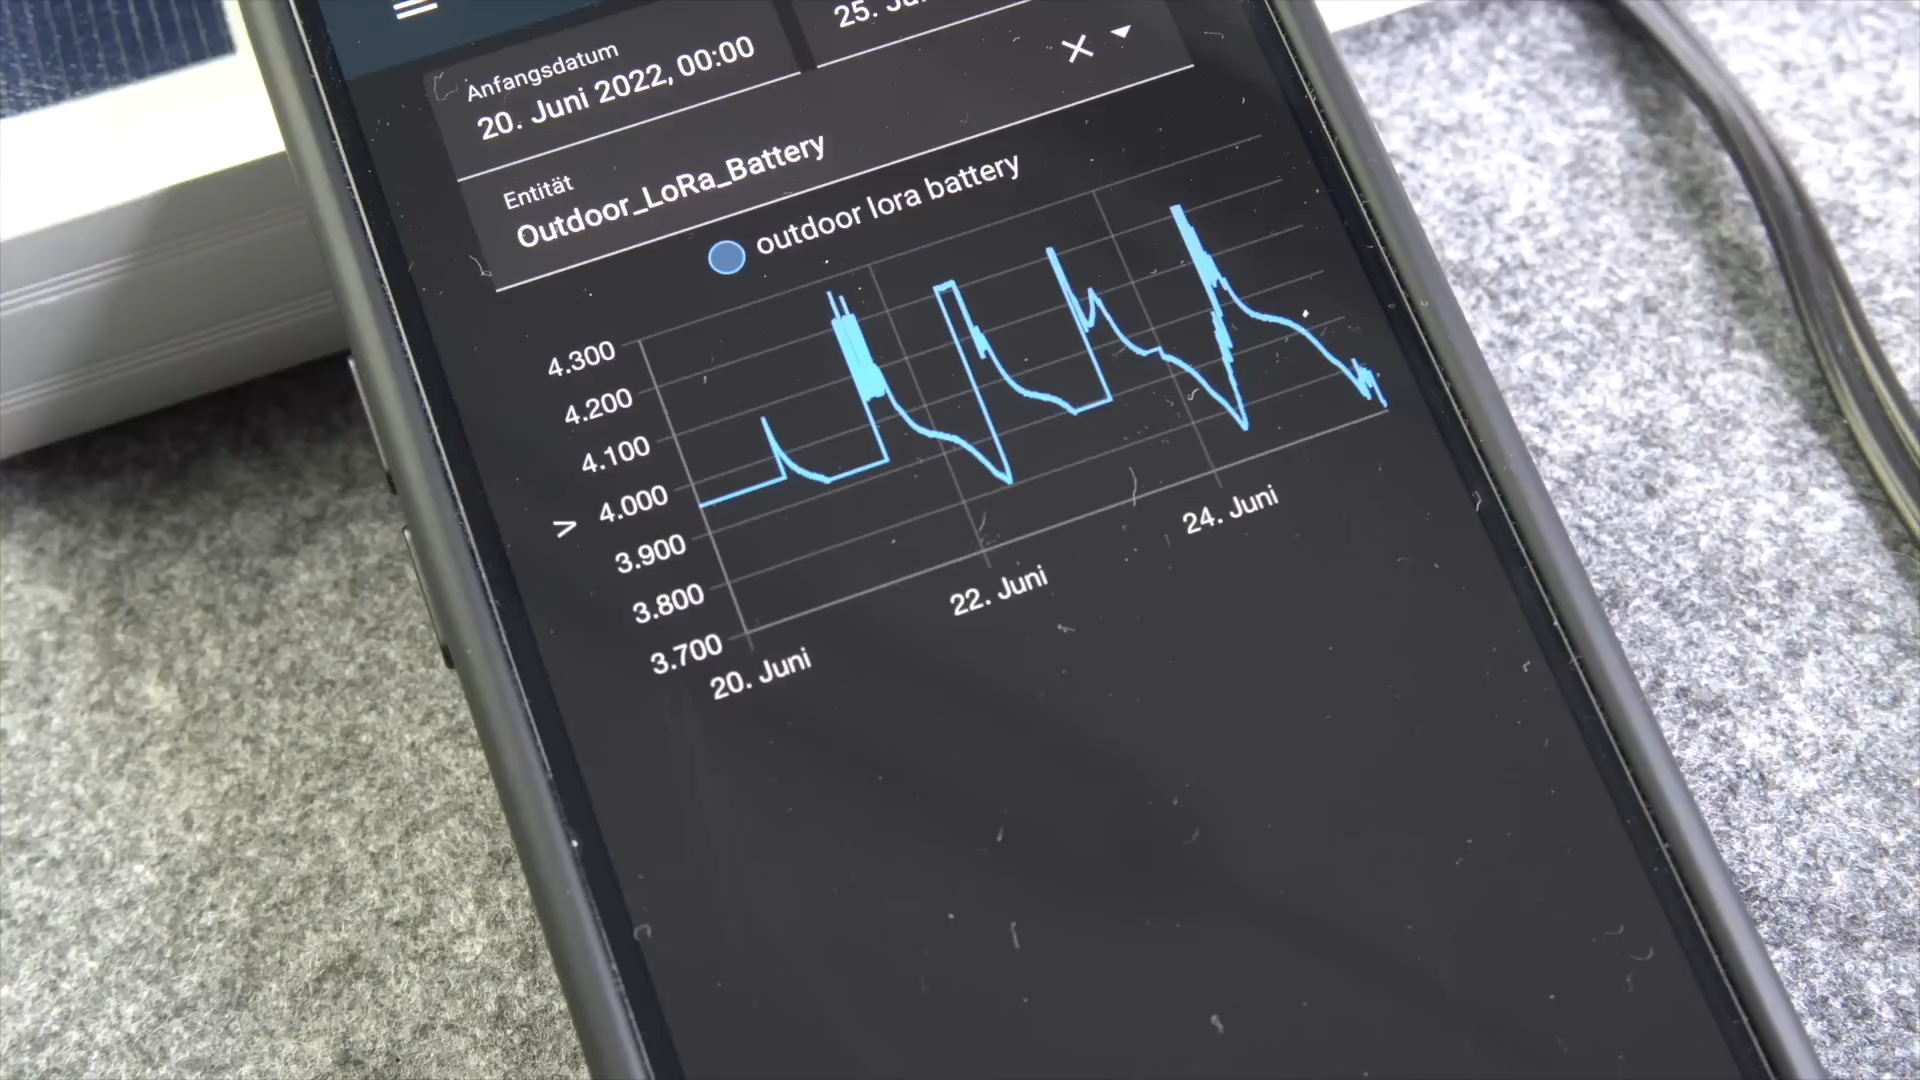 Anfangsdatum
20. Juni 2022, 00:00
25.
Entität
Outdoor_LoRa_Battery
outdoor lora battery
4.300
4.200
4.100
4.000
3.900
3.800
3.700
V
20. Juni
22. Juni
24. Juni